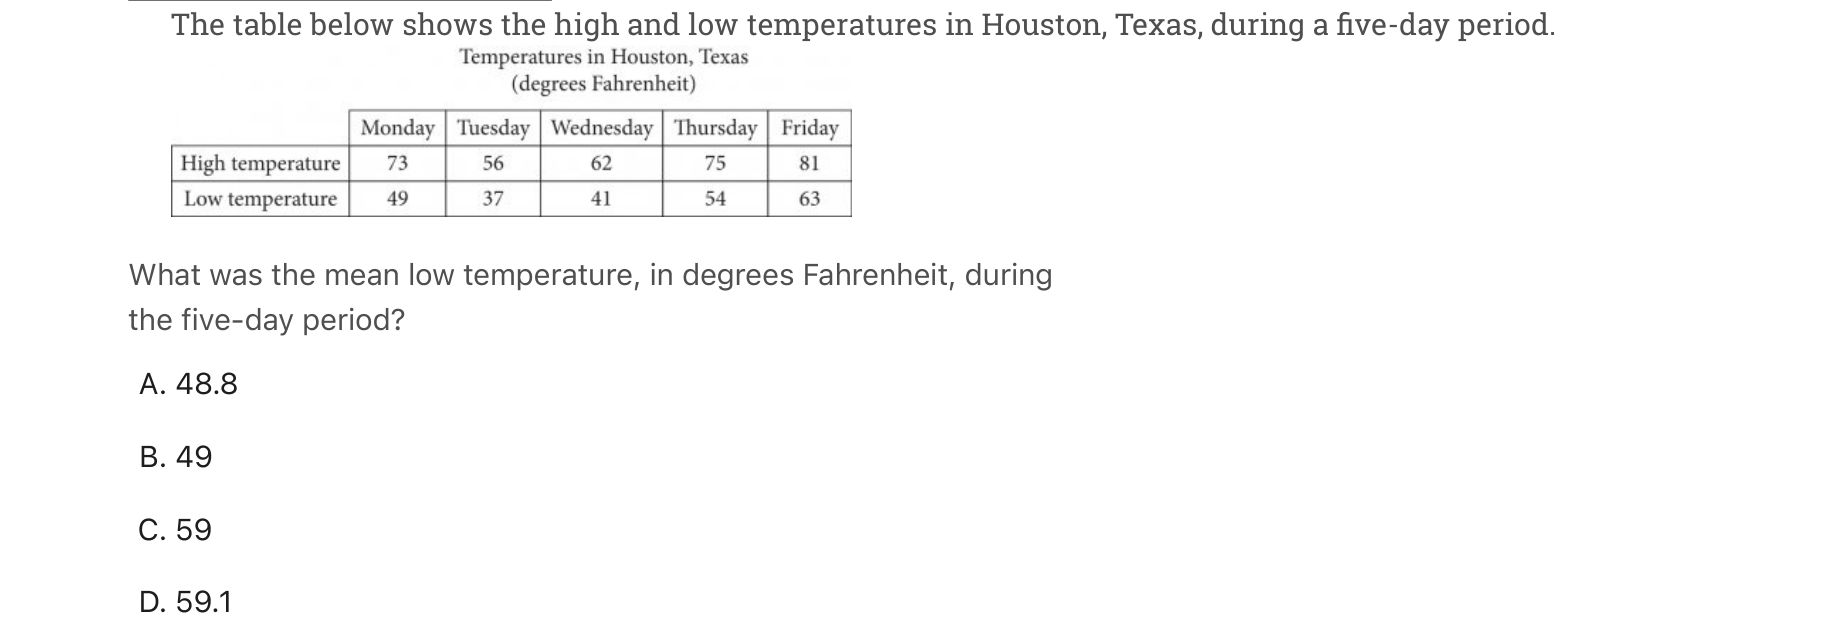 The table below shows the high and low temperatures in Houston, Texas, during a five-day period.
Temperatures in Houston, Texas
(degrees Fahrenheit)
Monday Tuesday Wednesday Thursday Friday
High temperature 73 56 62 75 81
Low temperature 49 37 41 54 63
What was the mean low temperature, in degrees Fahrenheit, during
the five-day period?
A. 48.8
B. 49
C. 59
D. 59.1